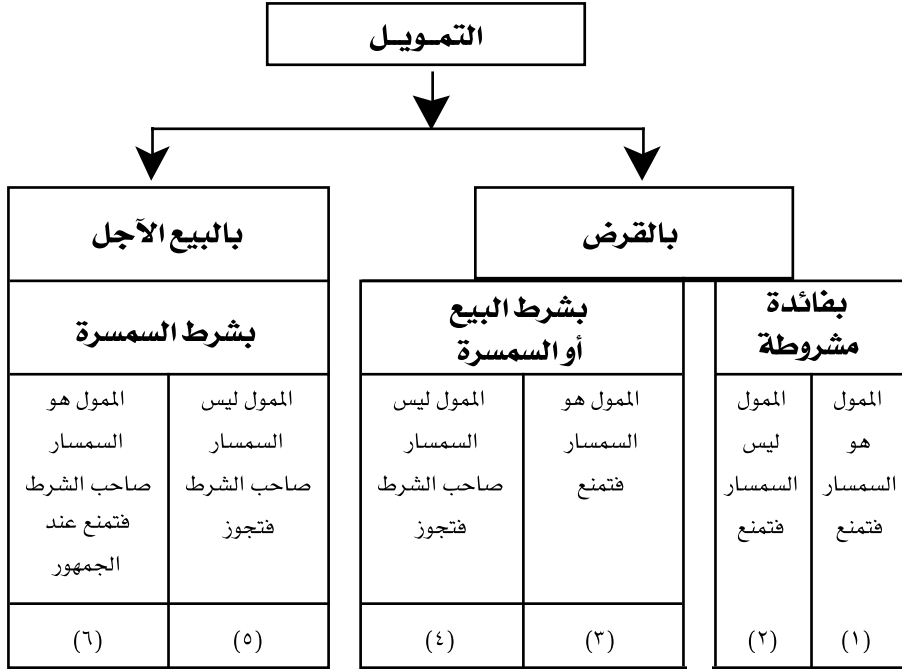 التمويل
بالقرض
بالبيع الآجل
بفائدة
مشروطة
بشرط البيع
أو السمسرة
بشرط السمسرة
الممول
هو
السمسار
فتمنع
الممول
ليس
السمسار
فتمنع
الممول هو
السمسار
فتمنع
الممول ليس
السمسار
صاحب الشرط
فتجوز
الممول ليس
السمسار
صاحب الشرط
فتجوز
الممول هو
السمسار
صاحب الشرط
فتمنع عند
الجمهور
(١)
(٢)
(٣)
(٤)
(٥)
(٦)